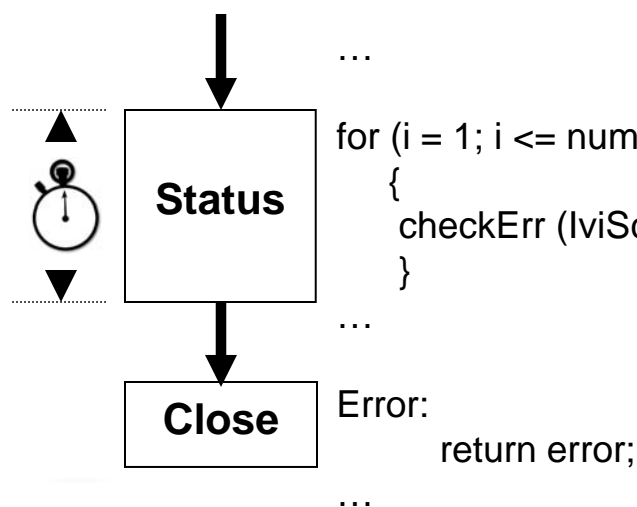 …
for (i = 1; i <= num
{
Status
checkErr (IviSc
}
…
Close
Error:
return error;
…